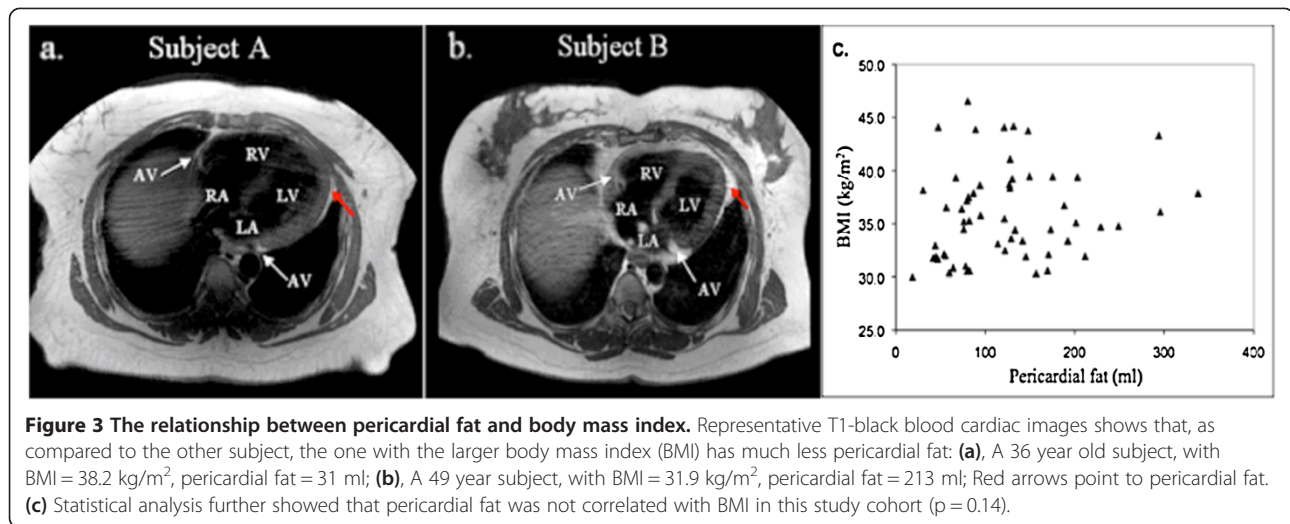 a. Subject A
AV
RV
RA
LV
LA
AV
b. Subject B
AV
RV
RA
LV
LA
AV
c.
50.0
45.0
40.0
35.0
30.0
25.0
BMI (kg/m²)
0 100 200 300 400
Pericardial fat (ml)
Figure 3 The relationship between pericardial fat and body mass index. Representative T1-black blood cardiac images shows that, as
compared to the other subject, the one with the larger body mass index (BMI) has much less pericardial fat: (a), A 36 year old subject, with
BMI = 38.2 kg/m², pericardial fat = 31 ml; (b), A 49 year subject, with BMI = 31.9 kg/m², pericardial fat = 213 ml; Red arrows point to pericardial fat.
(c) Statistical analysis further showed that pericardial fat was not correlated with BMI in this study cohort (p = 0.14).